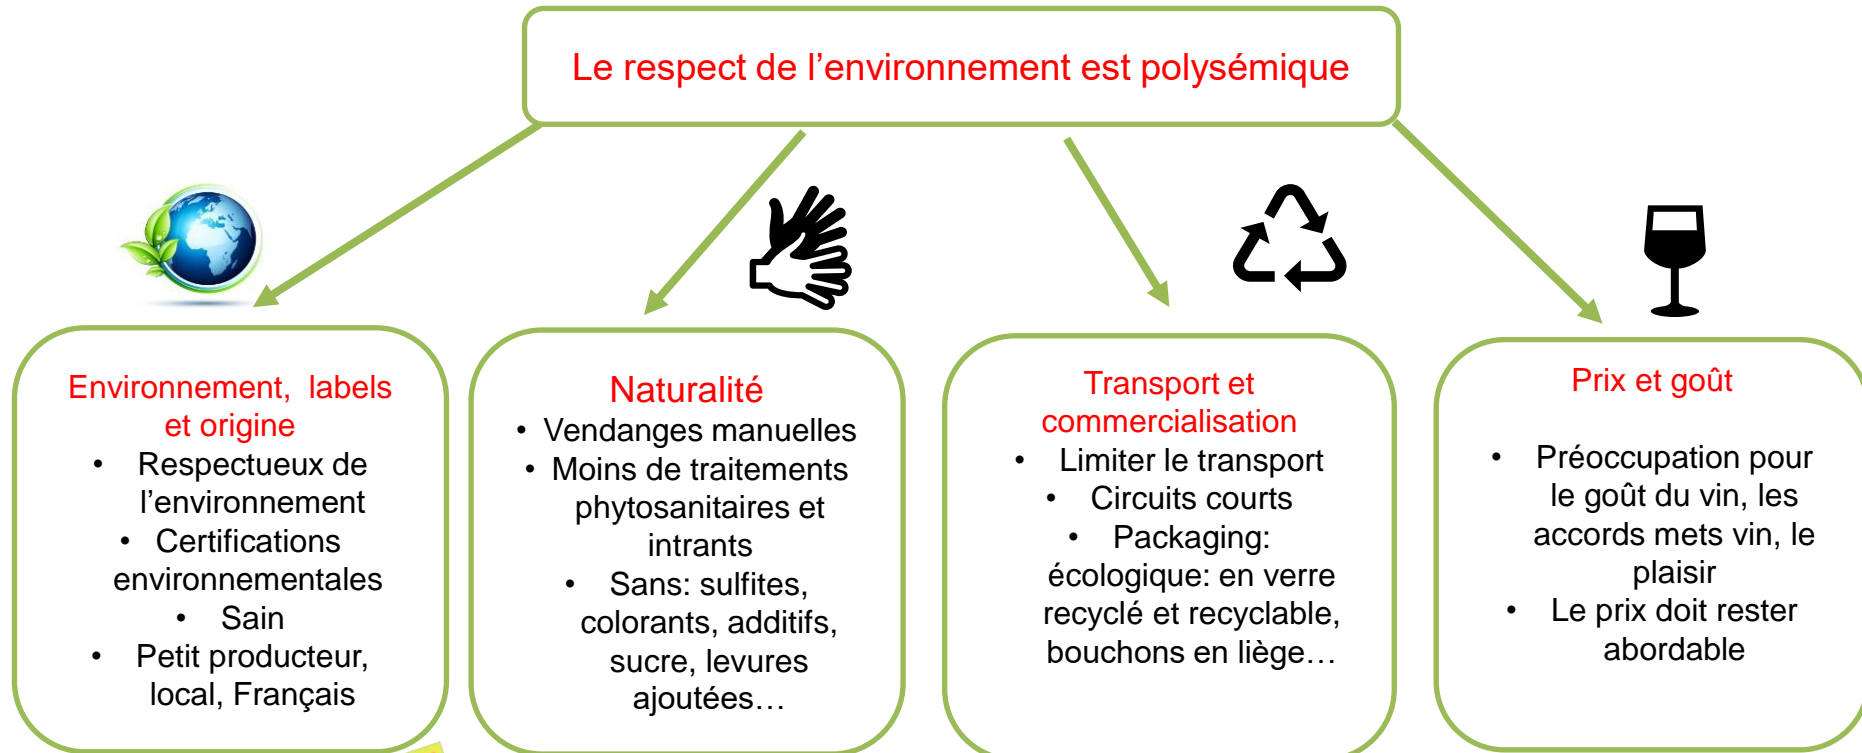 Le respect de l’environnement est polysémique
Environnement,  labels
et origine
• Respectueux de
l’environnement
• Certifications
environnementales
• Sain
• Petit producteur,
local, Français
Naturalité
• Vendanges manuelles
• Moins de traitements
phytosanitaires et
intrants
• Sans: sulfites,
colorants, additifs,
sucre, levures
ajoutées…
Transport et
commercialisation
• Limiter le transport
• Circuits courts
• Packaging:
écologique: en verre
recyclé et recyclable,
bouchons en liège…
Prix et goût
• Préoccupation pour
le goût du vin, les
accords mets vin, le
plaisir
• Le prix doit rester
abordable